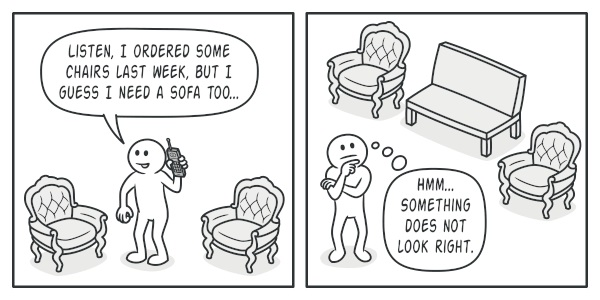 LISTEN, I ORDERED SOME
CHAIRS LAST WEEK, BUT I
GUESS I NEED A SOFA TOO...
HMM...
SOMETHING
DOES NOT
LOOK RIGHT.